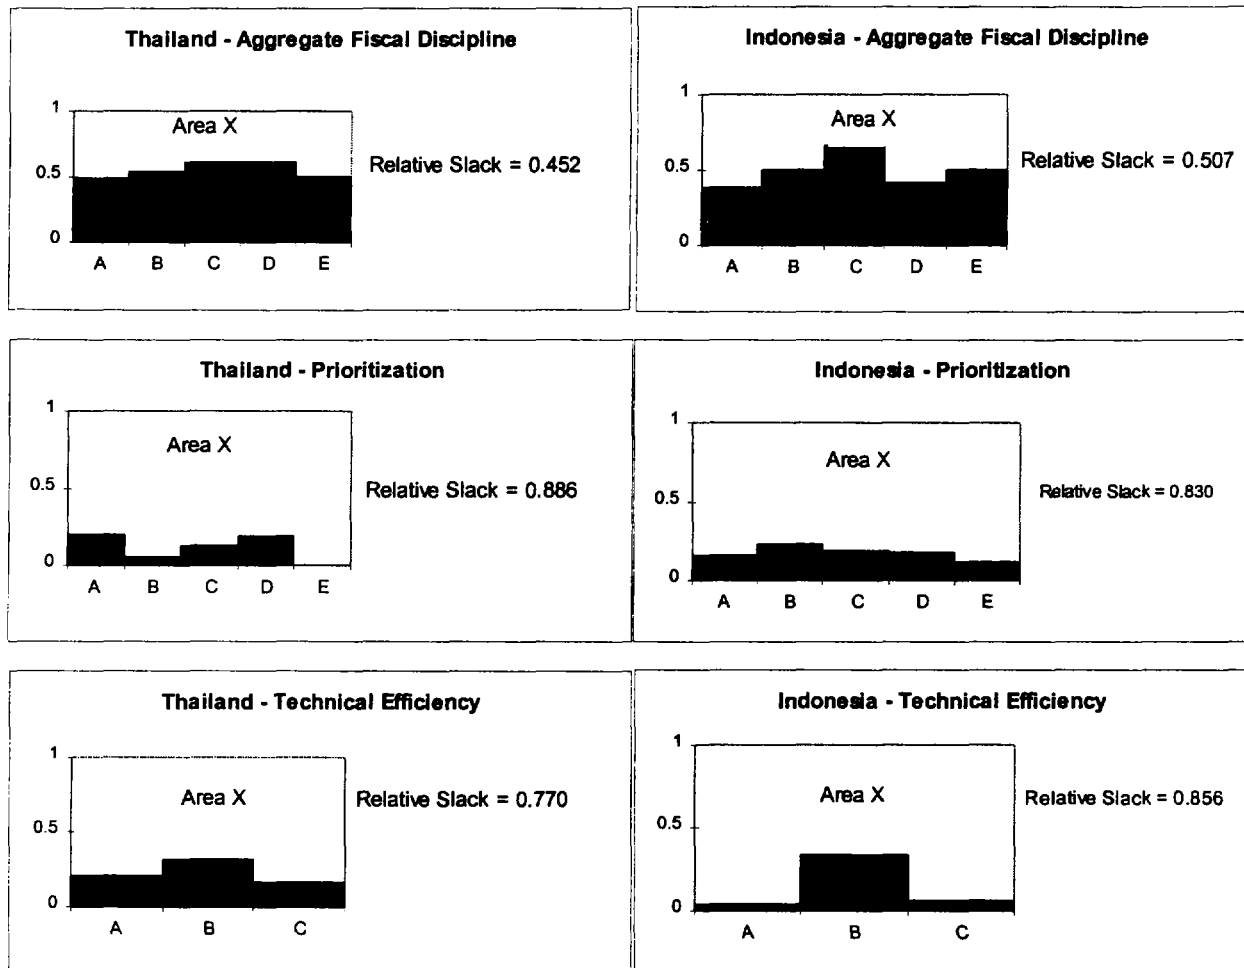 Thailand - Aggregate Fiscal Discipline
1
Area X
0.5
Relative Slack = 0.452
0
A B C D E
Indonesia - Aggregate Fiscal Discipline
1
Area X
0.5
Relative Slack = 0.507
0
A B C D E
Thailand - Prioritization
1
Area X
0.5
Relative Slack = 0.886
0
A B C D E
Indonesia - Prioritization
1
Area X
0.5
Relative Slack = 0.830
0
A B C D E
Thailand - Technical Efficiency
1
Area X
Relative Slack = 0.770
0.5
0
A B C
Indonesia - Technical Efficiency
1
Area X
Relative Slack = 0.856
0.5
0
A B C